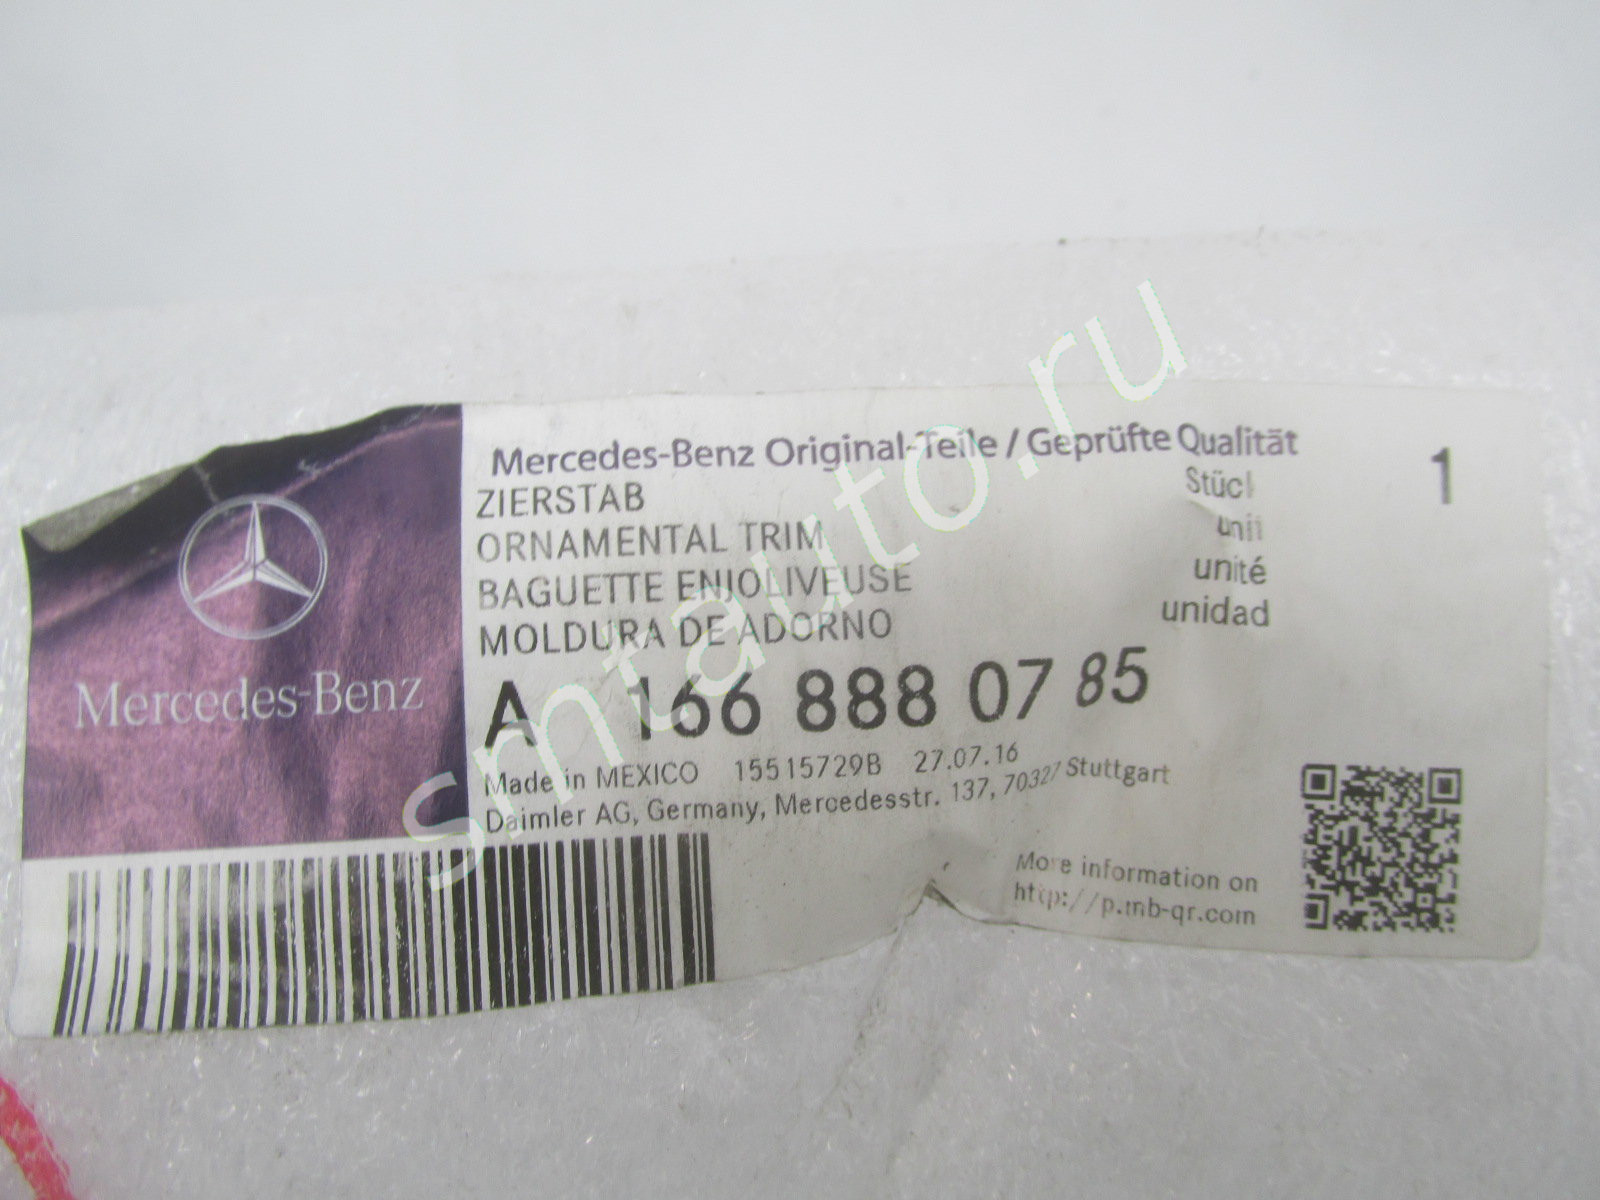 Mercedes-Benz
Mercedes-Benz Original-Teile / Geprüfte Qualität
ZIERSTAB
ORNAMENTAL TRIM
BAGUETTE ENJOLIVEUSE
MOLDURA DE ADORNO
1
unité
unidad
A 166 888 07 85
Made in MEXICO 15515729B 27.07.16
Daimler AG, Germany, Mercedesstr. 137, 70327 Stuttgart
More information on
http://p.mb-qr.com
smtauto.ru